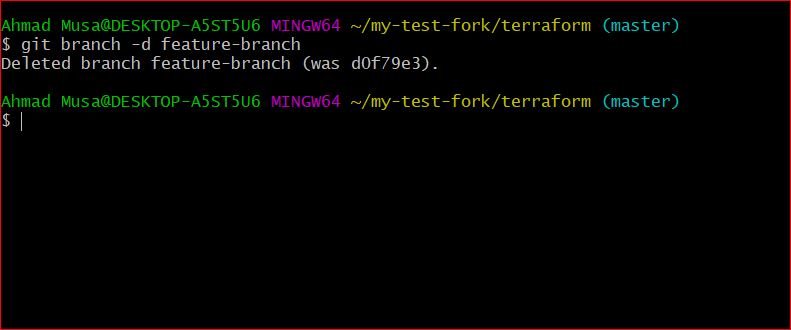 Ahmad Musa@DESKTOP-A5ST5U6 MINGW64 ~/my-test-fork/terraform (master)
$ git branch -d feature-branch
Deleted branch feature-branch (was d0f79e3).
Ahmad Musa@DESKTOP-A5ST5U6 MINGW64 ~/my-test-fork/terraform (master)
$